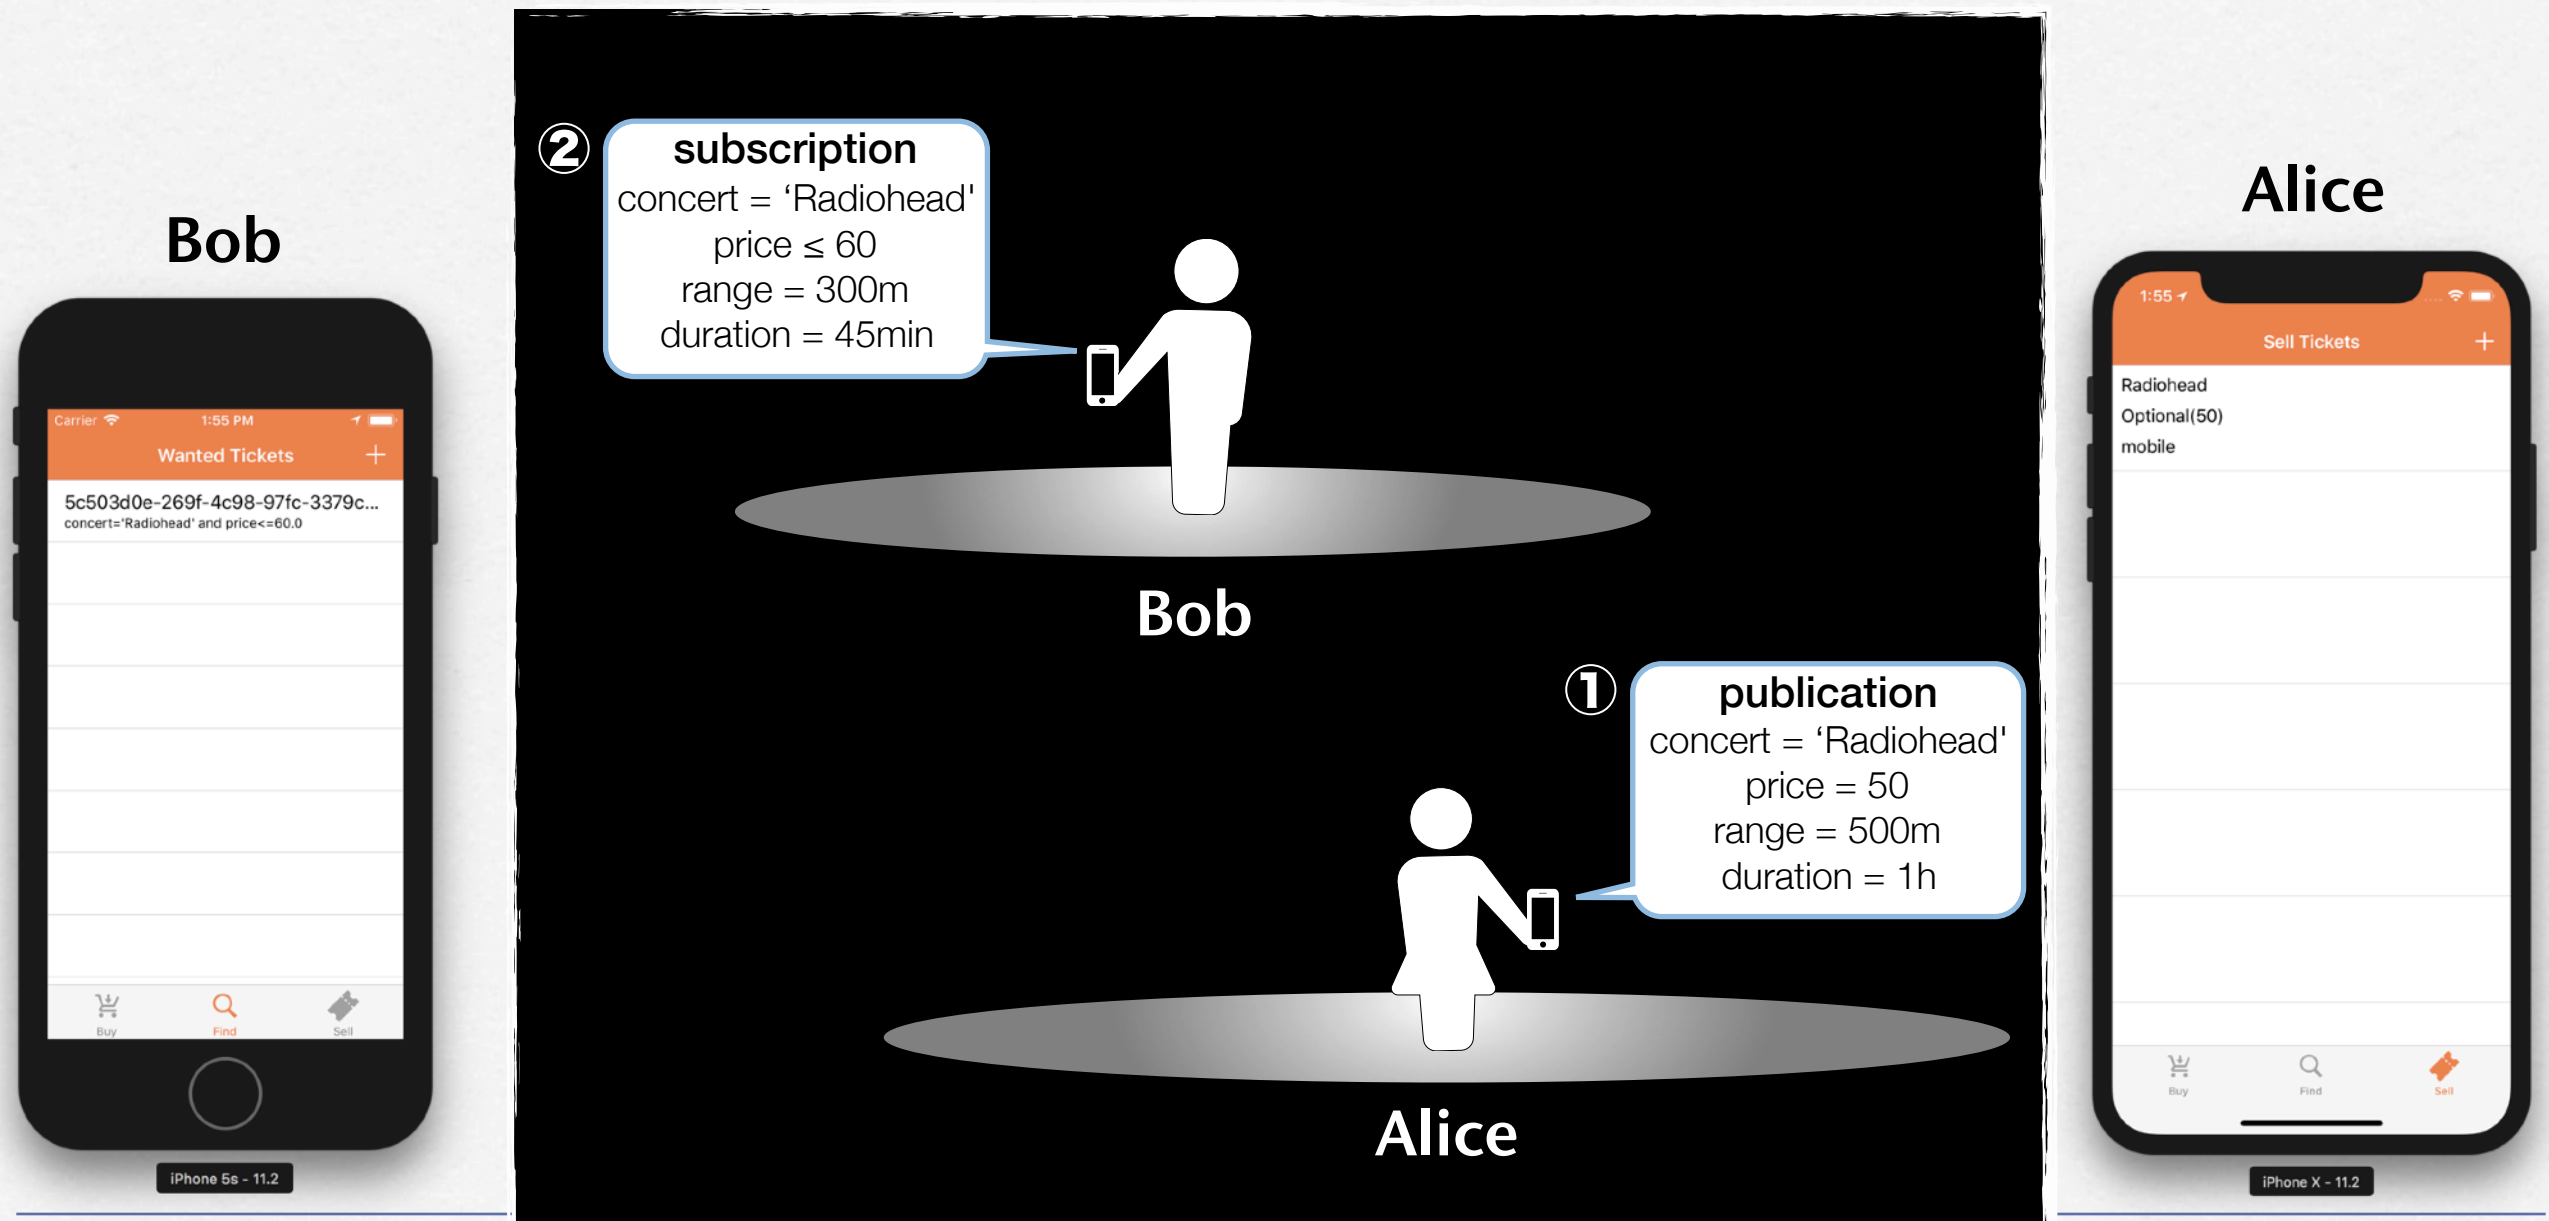 Bob
Carrier
1:55 PM
Wanted Tickets
+
5c503d0e-269f-4c98-97fc-3379c...
concert='Radiohead' and price<=60.0
Buy
Find
Sell
iPhone 5s - 11.2
②
subscription
concert = ‘Radiohead'
price ≤ 60
range = 300m
duration = 45min
Bob
①
publication
concert = ‘Radiohead'
price = 50
range = 500m
duration = 1h
Alice
Alice
1:55
Sell Tickets
+
Radiohead
Optional(50)
mobile
Buy
Find
Sell
iPhone X - 11.2